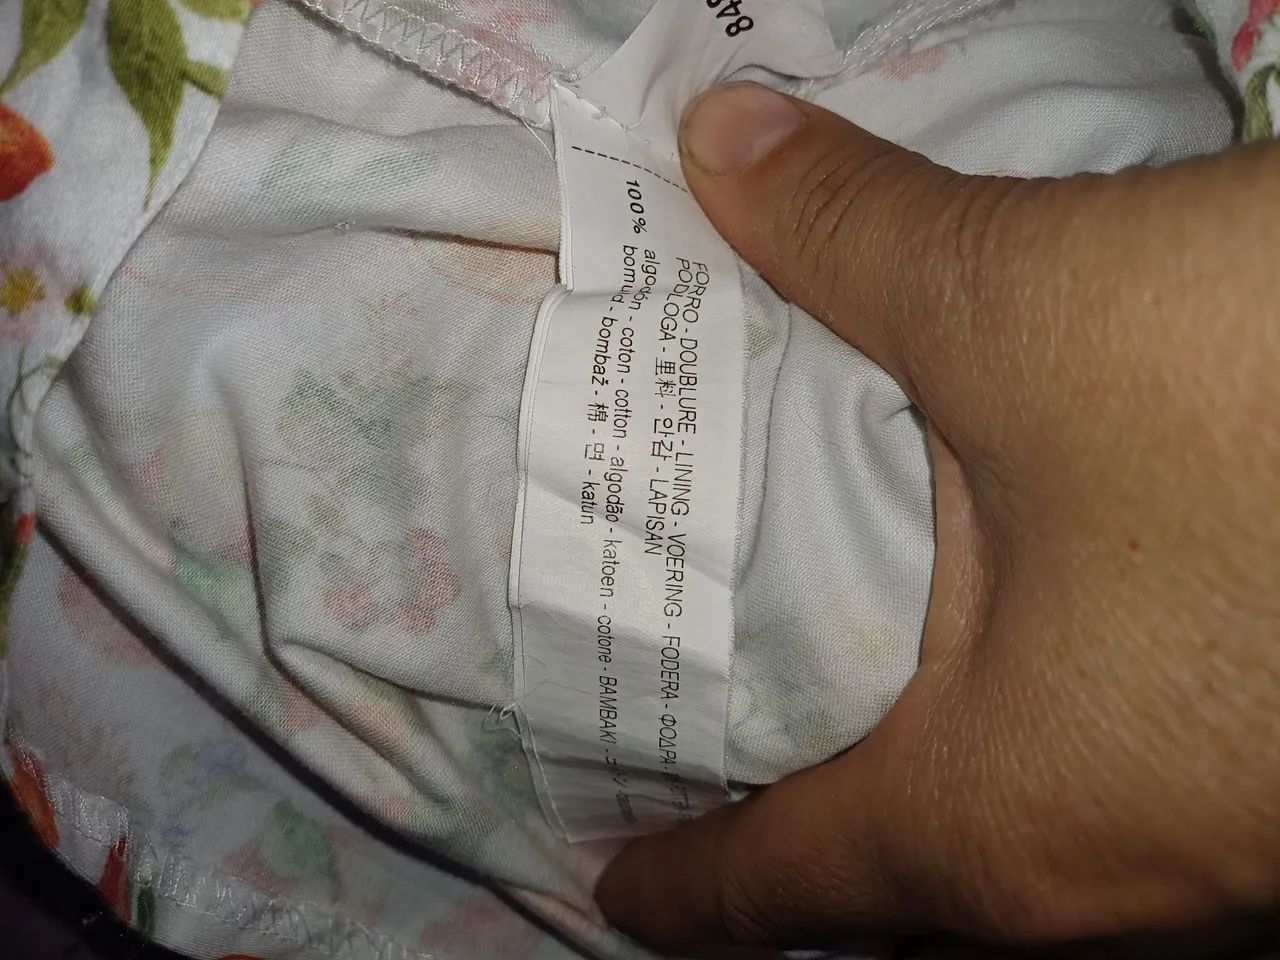 FORRO - DOUBLURE - LINING - VOERING - FODERA - ΦΟΔΡΑ -
PODLOGA - 里料 - 안감 - LAPISAN
100% algodón - coton - cotton - algodão - katoen - cotone - BAMBAKI -
bomuld - bombaž - 棉 - 면 - katun